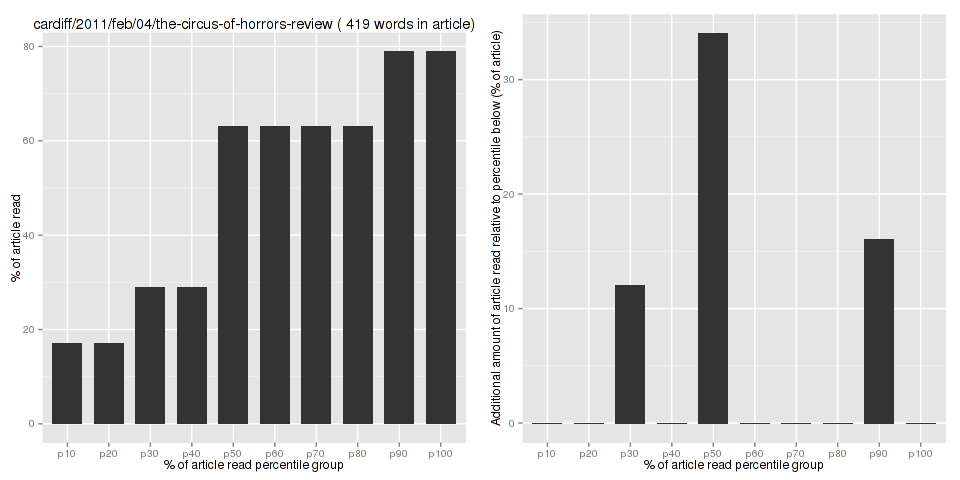 cardiff/2011/feb/04/the-circus-of-horrors-review ( 419 words in article)
% of article read
80
60
40
20
0
p10 p20 p30 p40 p50 p60 p70 p80 p90 p100
% of article read percentile group
Additional amount of article read relative to percentile below (% of article)
30
20
10
0
p10 p20 p30 p40 p50 p60 p70 p80 p90 p100
% of article read percentile group